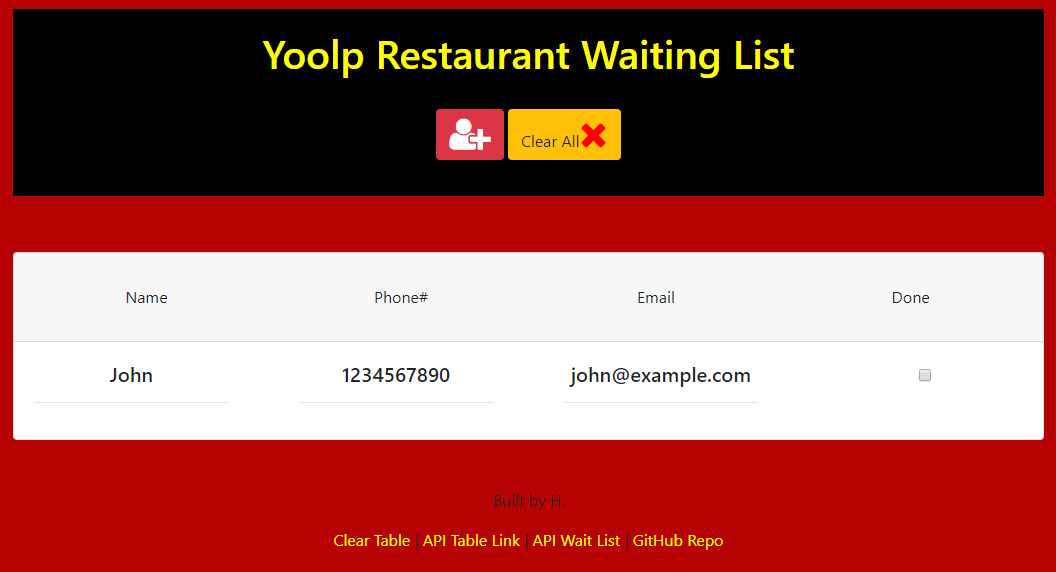 Yoolp Restaurant Waiting List
Clear All
Name Phone# Email Done
John 1234567890 john@example.com
Built by H.
Clear Table | API Table Link | API Wait List | GitHub Repo